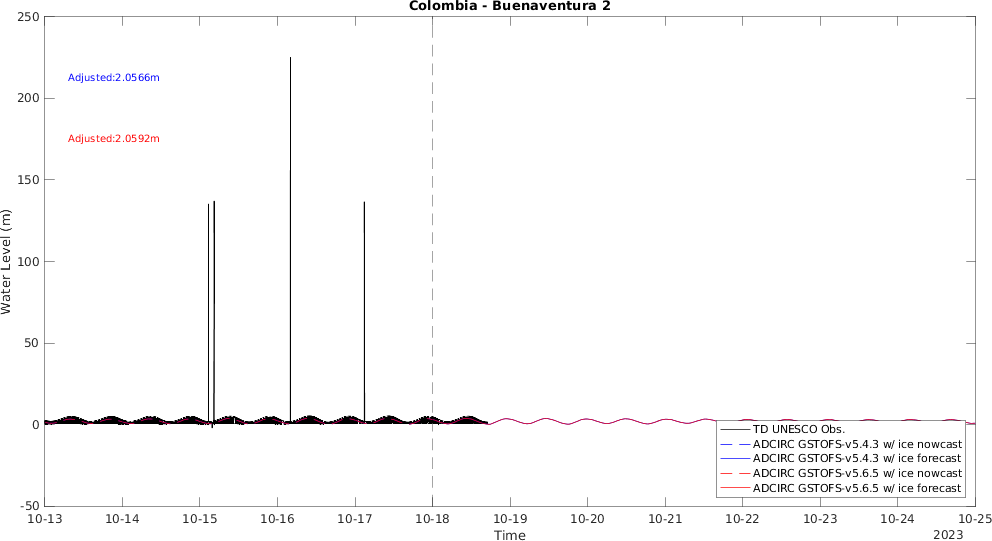 Colombia - Buenaventura 2
250
200
150
100
50
0
-50
Water Level (m)
Adjusted:2.0566m
Adjusted:2.0592m
TD UNESCO Obs.
ADCIRC GSTOFS-v5.4.3 w/ ice nowcast
ADCIRC GSTOFS-v5.4.3 w/ ice forecast
ADCIRC GSTOFS-v5.6.5 w/ ice nowcast
ADCIRC GSTOFS-v5.6.5 w/ ice forecast
10-13 10-14 10-15 10-16 10-17 10-18 10-19 10-20 10-21 10-22 10-23 10-24 10-25
Time
2023